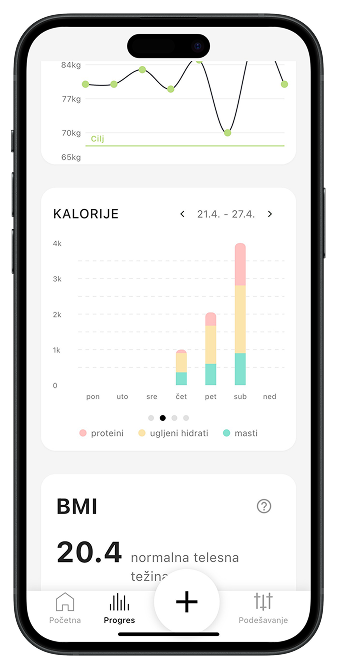 84kg
77kg
70kg
Cilj
65kg
KALORIJE
21.4. - 27.4.
4k
3k
2k
1k
0
pon uto sre čet pet sub ned
proteini ugljeni hidrati masti
BMI
20.4 normalna telesna
težina
Početna Progres Podešavanje